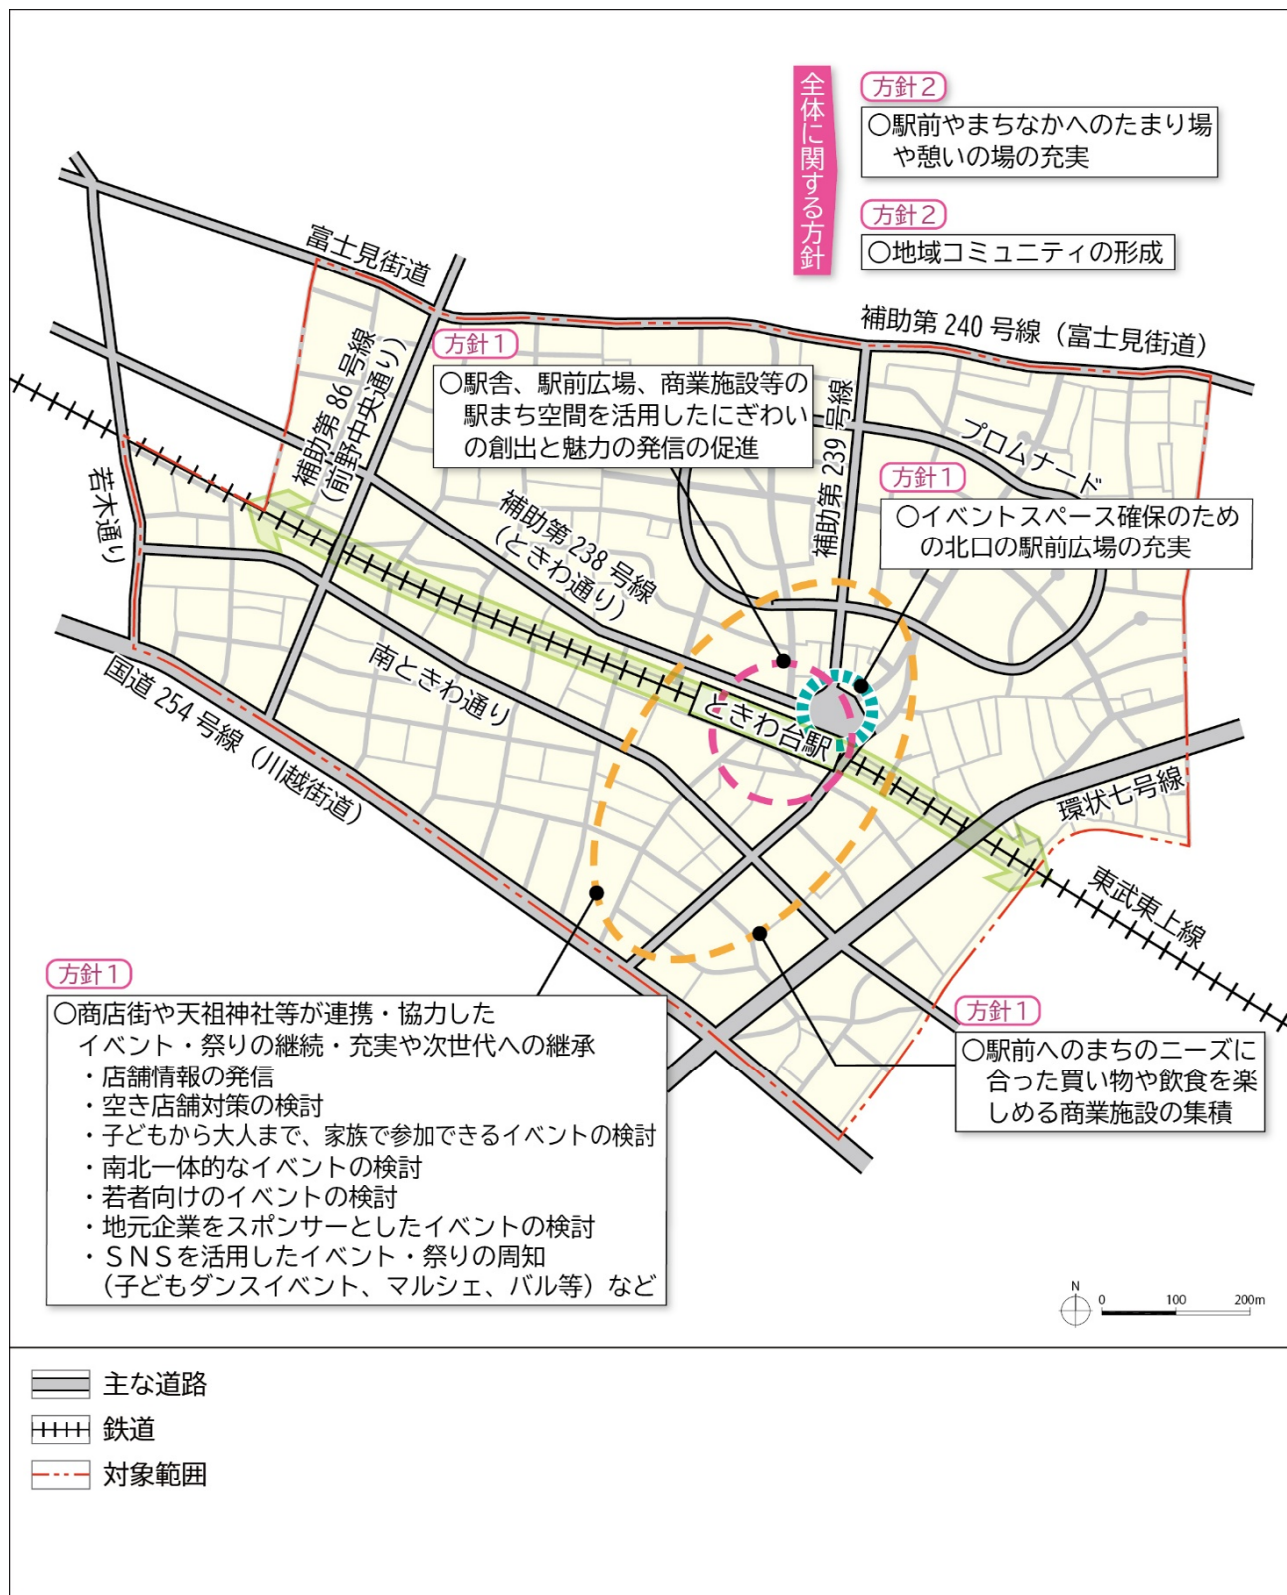 全体に関する方針
方針2
○駅前やまちなかへのたまり場
や憩いの場の充実
方針2
○地域コミュニティの形成
富士見街道
補助第 240 号線（富士見街道）
補助第 86 号線
（前野中央通り）
方針1
○駅舎、駅前広場、商業施設等の
駅まち空間を活用したにぎわい
の創出と魅力の発信の促進
補助第 239 号線
プロムナード
方針1
○イベントスペース確保のため
の北口の駅前広場の充実
若木通り
補助第 238 号線
（ときわ通り）
南ときわ通り
国道 254 号線（川越街道）
ときわ台駅
環状七号線
東武東上線
方針1
○商店街や天祖神社等が連携・協力した
イベント・祭りの継続・充実や次世代への継承
・店舗情報の発信
・空き店舗対策の検討
・子どもから大人まで、家族で参加できるイベントの検討
・南北一体的なイベントの検討
・若者向けのイベントの検討
・地元企業をスポンサーとしたイベントの検討
・ＳＮＳを活用したイベント・祭りの周知
（子どもダンスイベント、マルシェ、バル等）など
方針1
○駅前へのまちのニーズに
合った買い物や飲食を楽
しめる商業施設の集積
N
0 100 200m
主な道路
鉄道
対象範囲